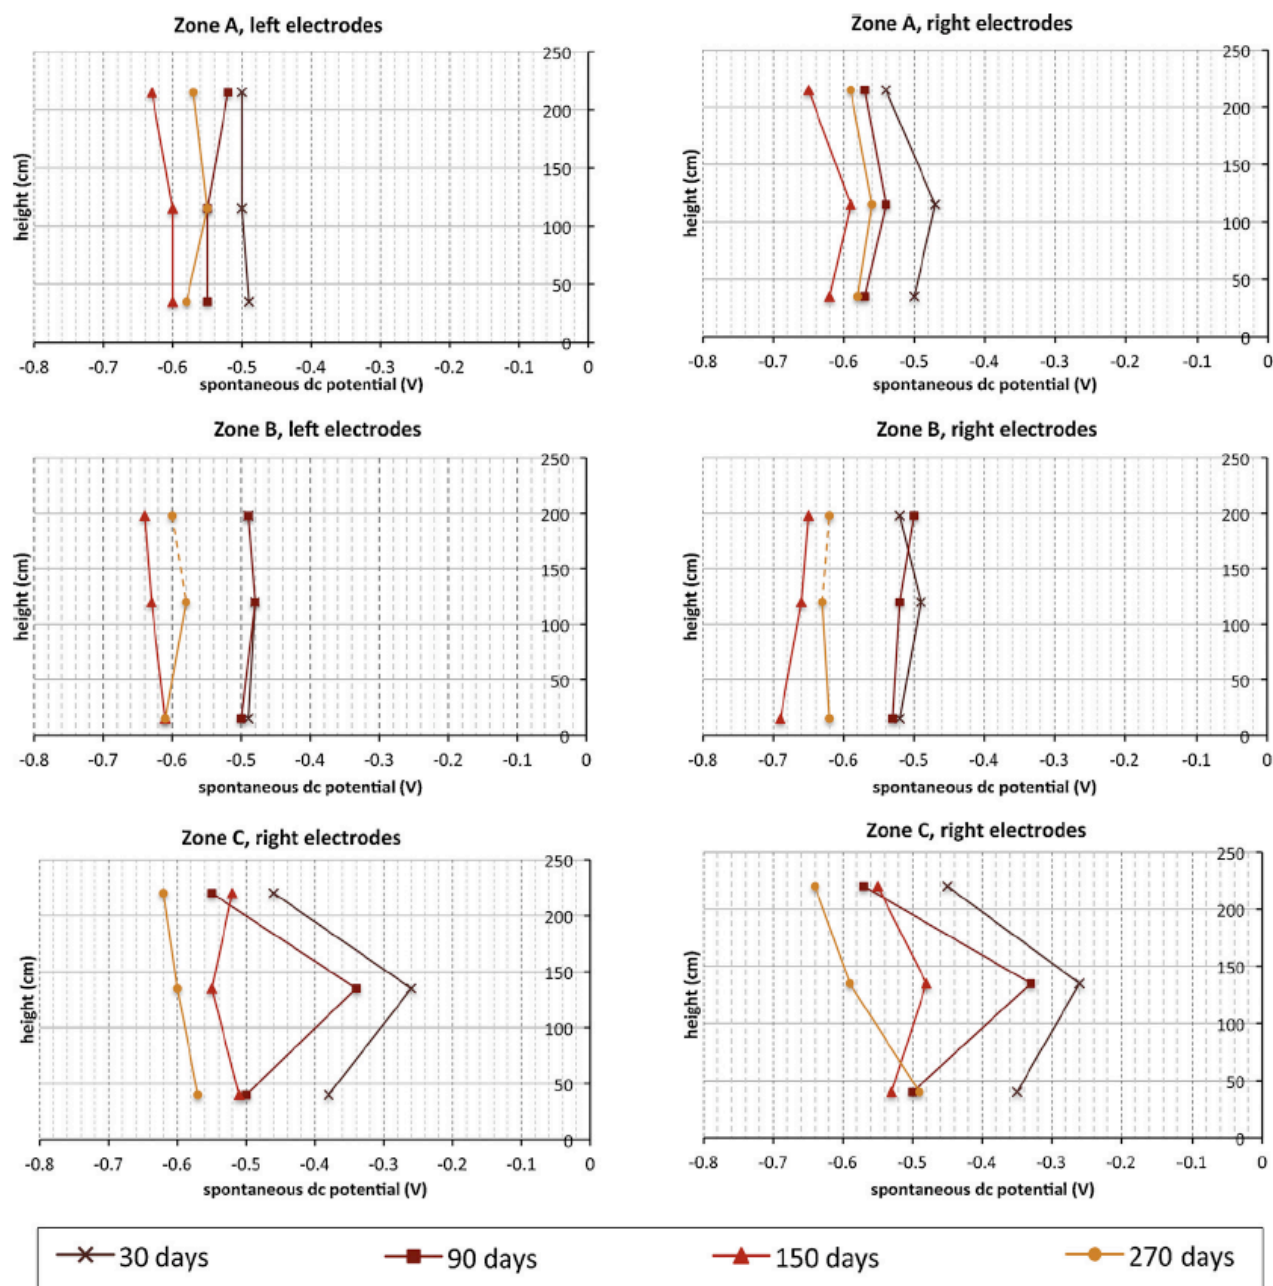 Zone A, left electrodes
250
200
150
100
50
0
height (cm)
-0.8 -0.7 -0.6 -0.5 -0.4 -0.3 -0.2 -0.1 0
spontaneous dc potential (V)
Zone A, right electrodes
250
200
150
100
50
0
height (cm)
-0.8 -0.7 -0.6 -0.5 -0.4 -0.3 -0.2 -0.1 0
spontaneous dc potential (V)
Zone B, left electrodes
250
200
150
100
50
0
height (cm)
-0.8 -0.7 -0.6 -0.5 -0.4 -0.3 -0.2 -0.1 0
spontaneous dc potential (V)
Zone B, right electrodes
250
200
150
100
50
0
height (cm)
-0.8 -0.7 -0.6 -0.5 -0.4 -0.3 -0.2 -0.1 0
spontaneous dc potential (V)
Zone C, right electrodes
250
200
150
100
50
0
height (cm)
-0.8 -0.7 -0.6 -0.5 -0.4 -0.3 -0.2 -0.1 0
spontaneous dc potential (V)
Zone C, right electrodes
250
200
150
100
50
0
height (cm)
-0.8 -0.7 -0.6 -0.5 -0.4 -0.3 -0.2 -0.1 0
spontaneous dc potential (V)
30 days 90 days 150 days 270 days